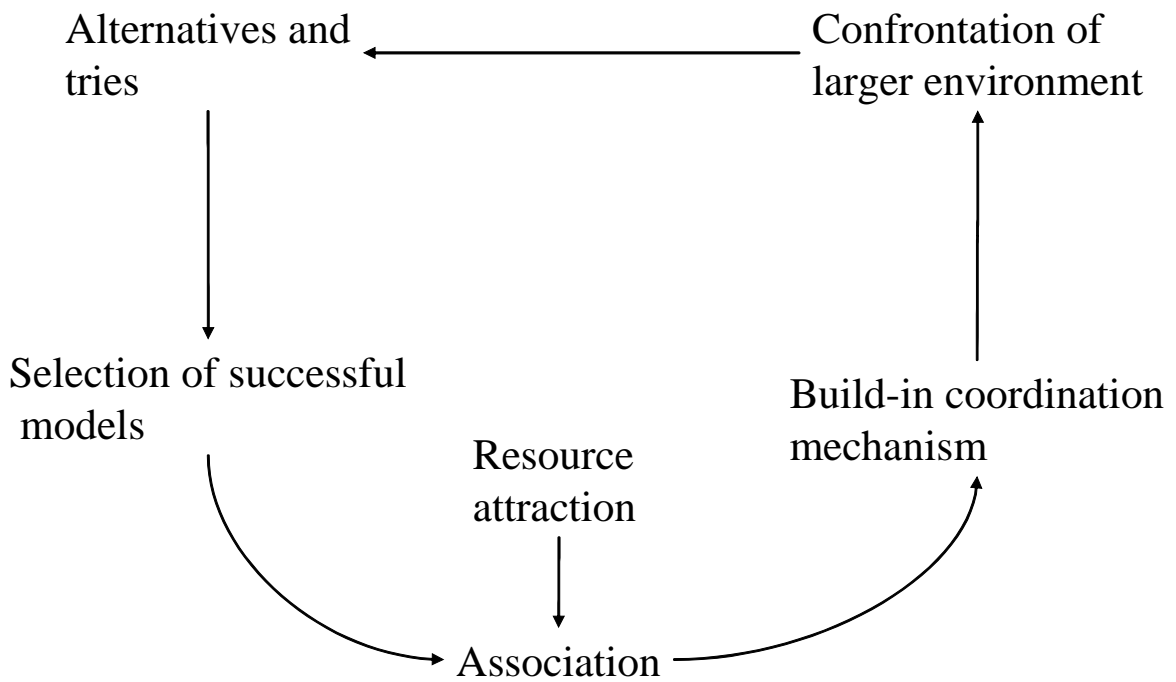 Alternatives and
tries
Confrontation of
larger environment
Selection of successful
models
Build-in coordination
mechanism
Resource
attraction
Association